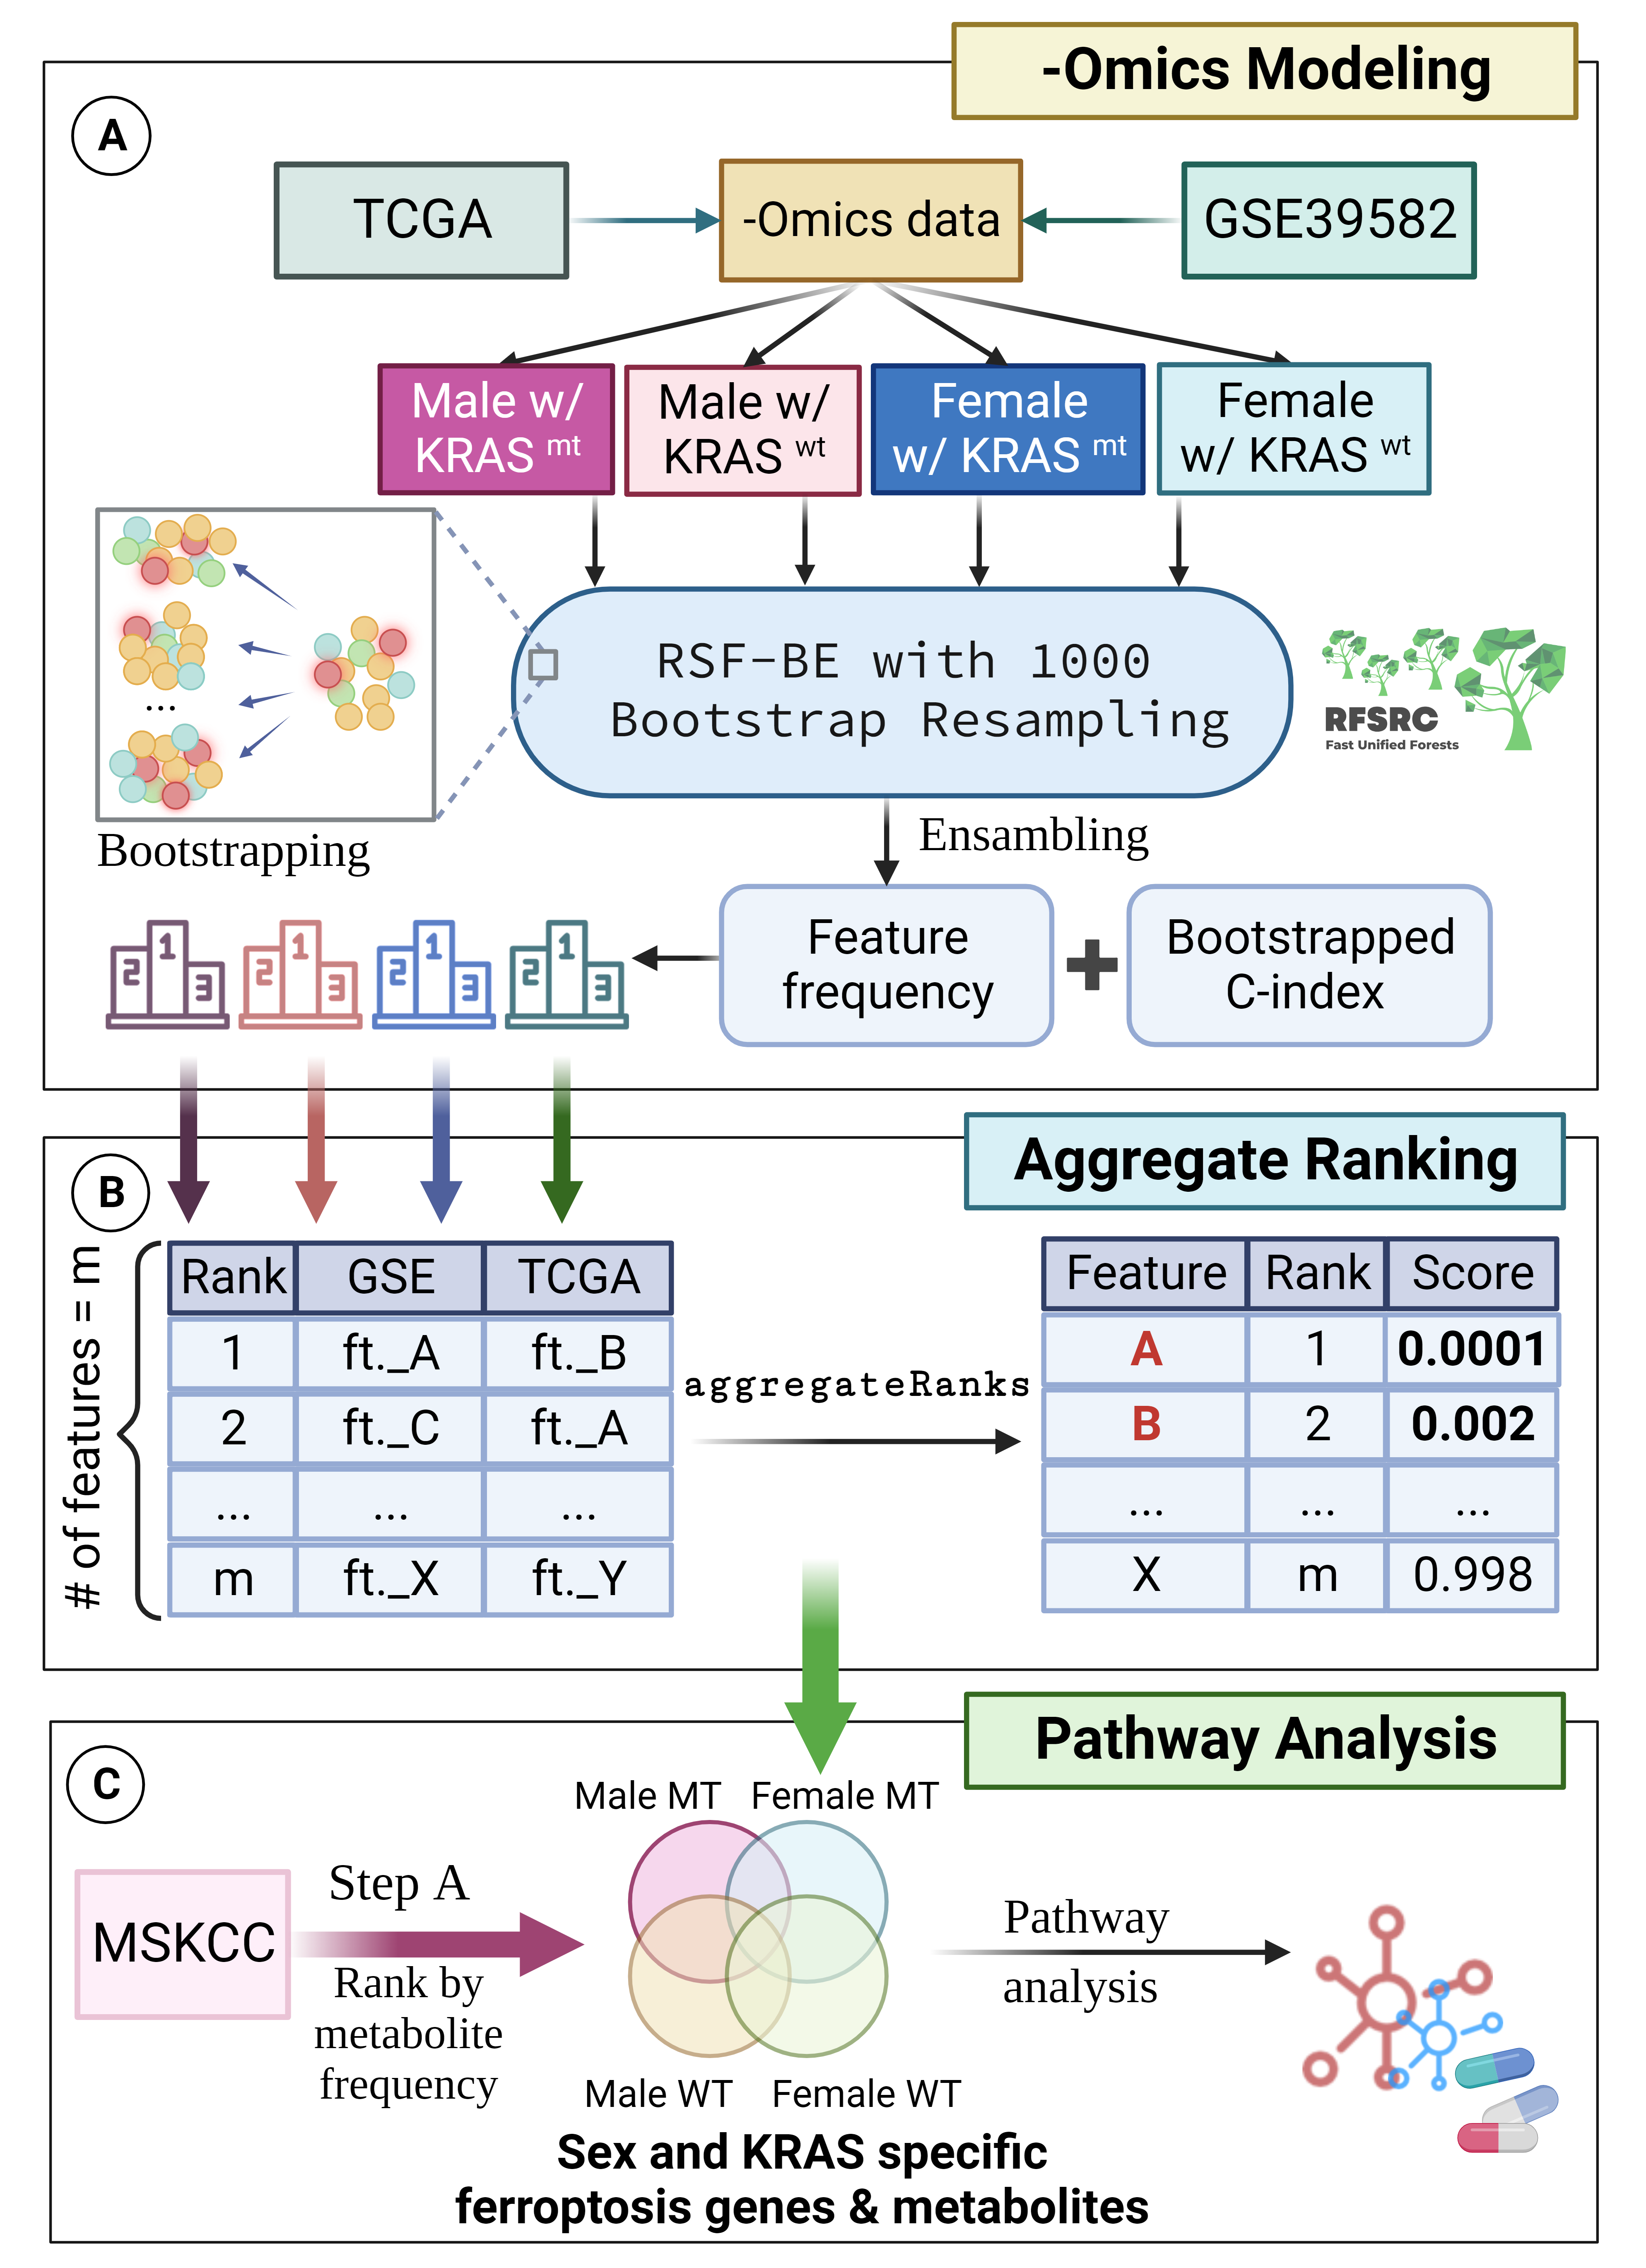 -Omics Modeling
A
TCGA
-Omics data
GSE39582
Male w/
KRAS mt
Male w/
KRAS wt
Female
w/ KRAS mt
Female
w/ KRAS wt
RSF-BE with 1000
Bootstrap Resampling
RFSRC
Fast Unified Forests
...
Bootstrapping
Ensambling
Feature
frequency
Bootstrapped
C-index
2 1 3
2 1 3
2 1 3
2 1 3
Aggregate Ranking
B
# of features = m
Rank GSE TCGA
1 ft._A ft._B
2 ft._C ft._A
... ... ...
m ft._X ft._Y
aggregateRanks
Feature Rank Score
A 1 0.0001
B 2 0.002
... ... ...
X m 0.998
Pathway Analysis
C
MSKCC
Step A
Rank by
metabolite
frequency
Male MT Female MT
Male WT Female WT
Pathway
analysis
Sex and KRAS specific
ferroptosis genes & metabolites